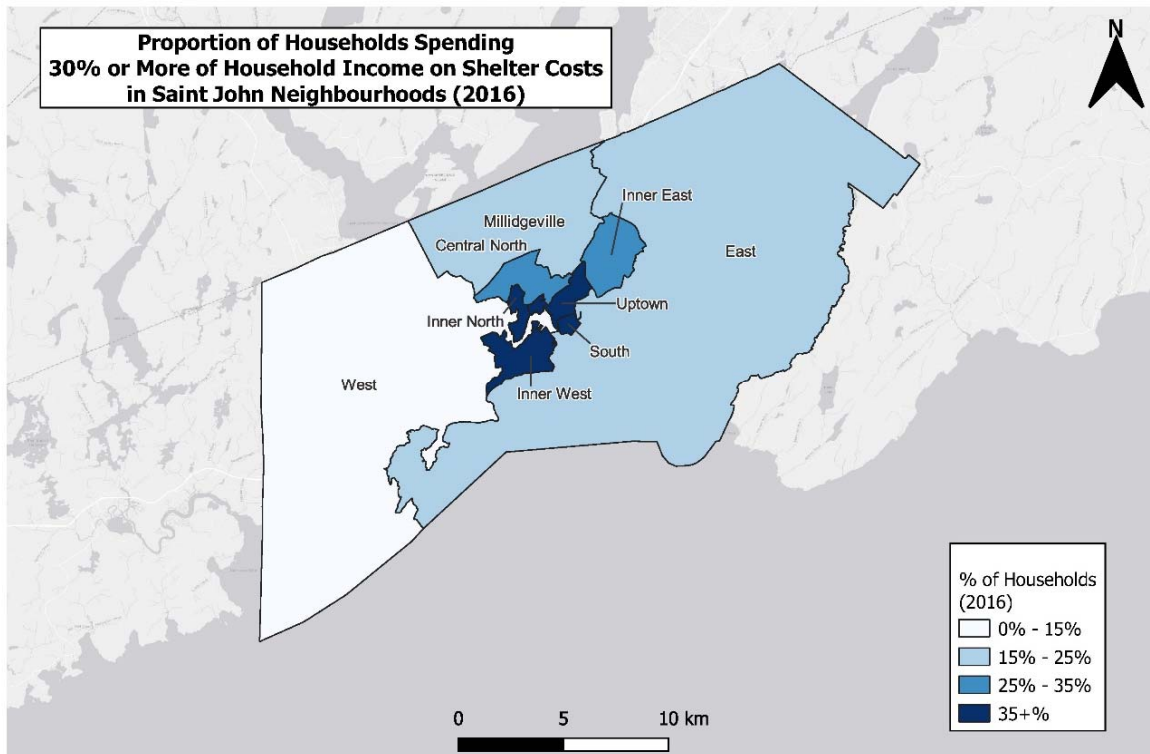 Proportion of Households Spending
30% or More of Household Income on Shelter Costs
in Saint John Neighbourhoods (2016)
N
Inner East
Millidgeville
Central North
East
Uptown
Inner North
South
West
Inner West
% of Households
(2016)
0% - 15%
15% - 25%
25% - 35%
35+%
0 5 10 km